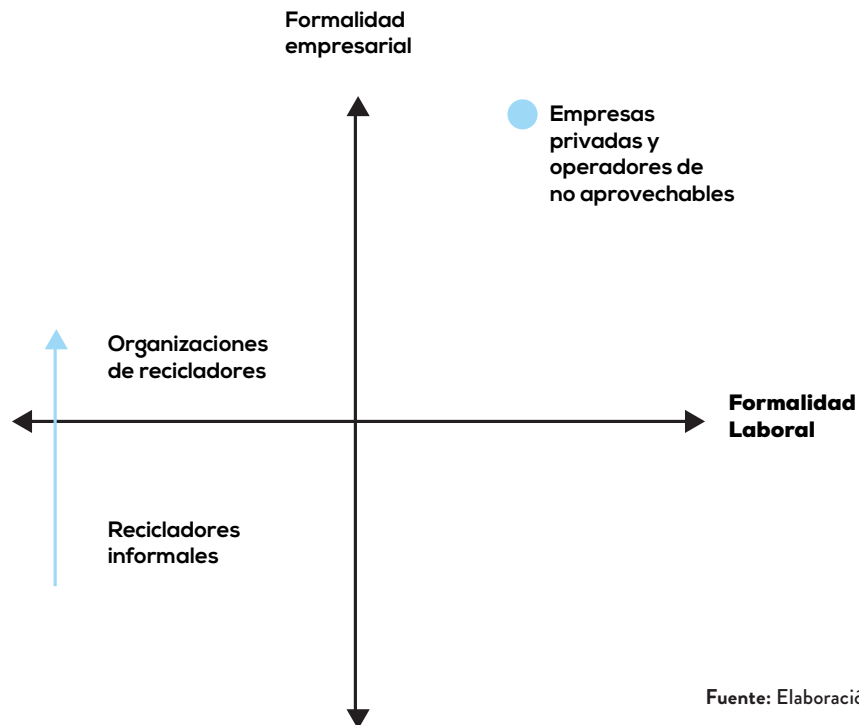 Formalidad
empresarial
Empresas
privadas y
operadores de
no aprovechables
Organizaciones
de recicladores
Formalidad
Laboral
Recicladores
informales
Fuente: Elaboració